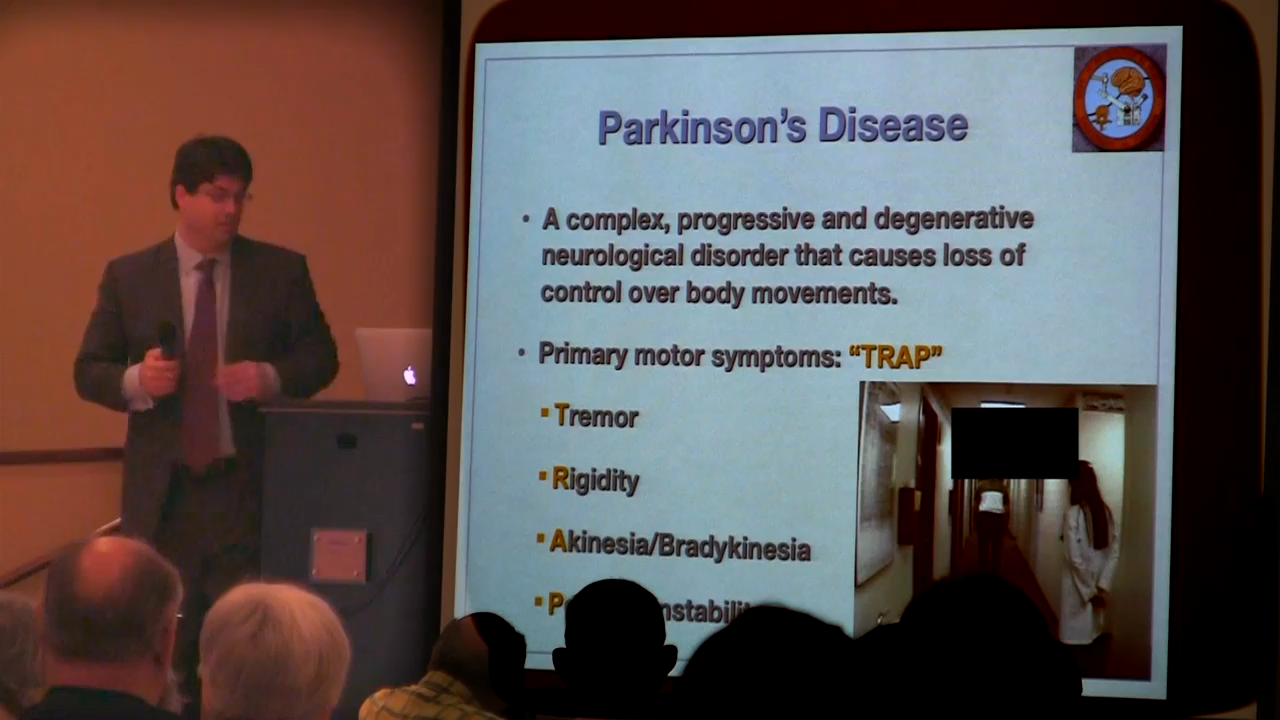 Parkinson's Disease
• A complex, progressive and degenerative
neurological disorder that causes loss of
control over body movements.
• Primary motor symptoms: “TRAP”
▪ Tremor
▪ Rigidity
▪ Akinesia/Bradykinesia